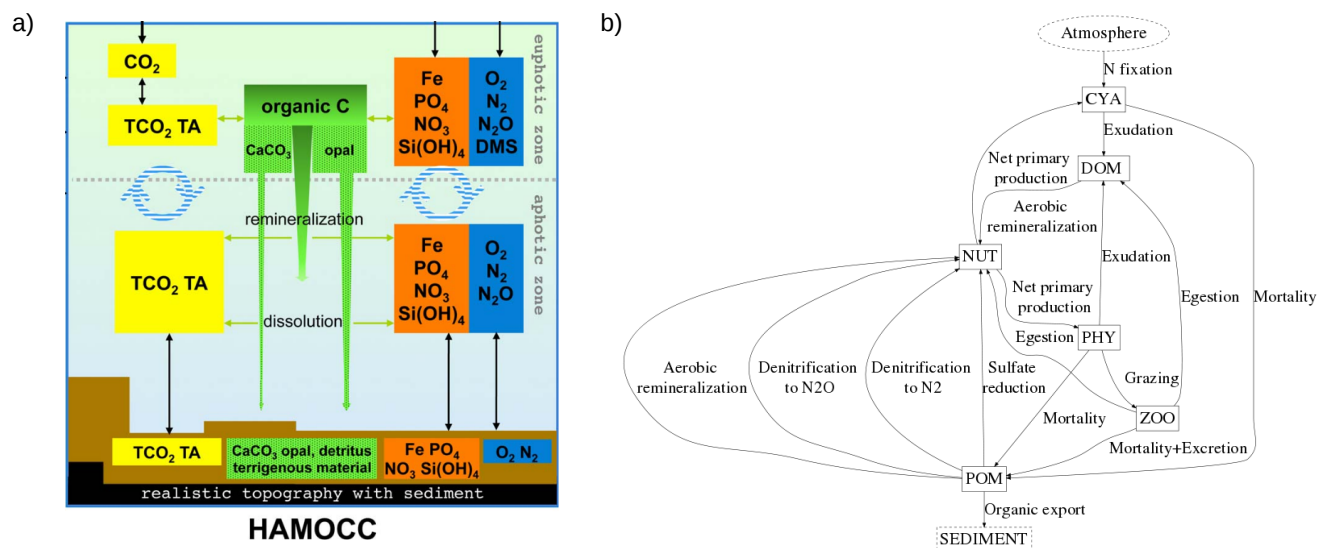 a)
CO2
TCO2 TA
organic C
CaCO3
opal
Fe
PO4
NO3
Si(OH)4
O2
N2
N2O
DMS
euphotic zone
remineralization
aphotic zone
TCO2 TA
Fe
PO4
NO3
Si(OH)4
O2
N2
N2O
dissolution
TCO2 TA
CaCO3 opal, detritus
terrigenous material
Fe PO4
NO3 Si(OH)4
O2 N2
realistic topography with sediment
HAMOCC
b)
Atmosphere
N fixation
CYA
Exudation
Net primary
production
DOM
Aerobic
remineralization
NUT
Exudation
Net primary
production
Egestion
Mortality
Egestion
PHY
Aerobic
remineralization
Denitrification
to N2O
Denitrification
to N2
Sulfate
reduction
Grazing
Mortality
ZOO
Mortality+Excretion
POM
Organic export
SEDIMENT